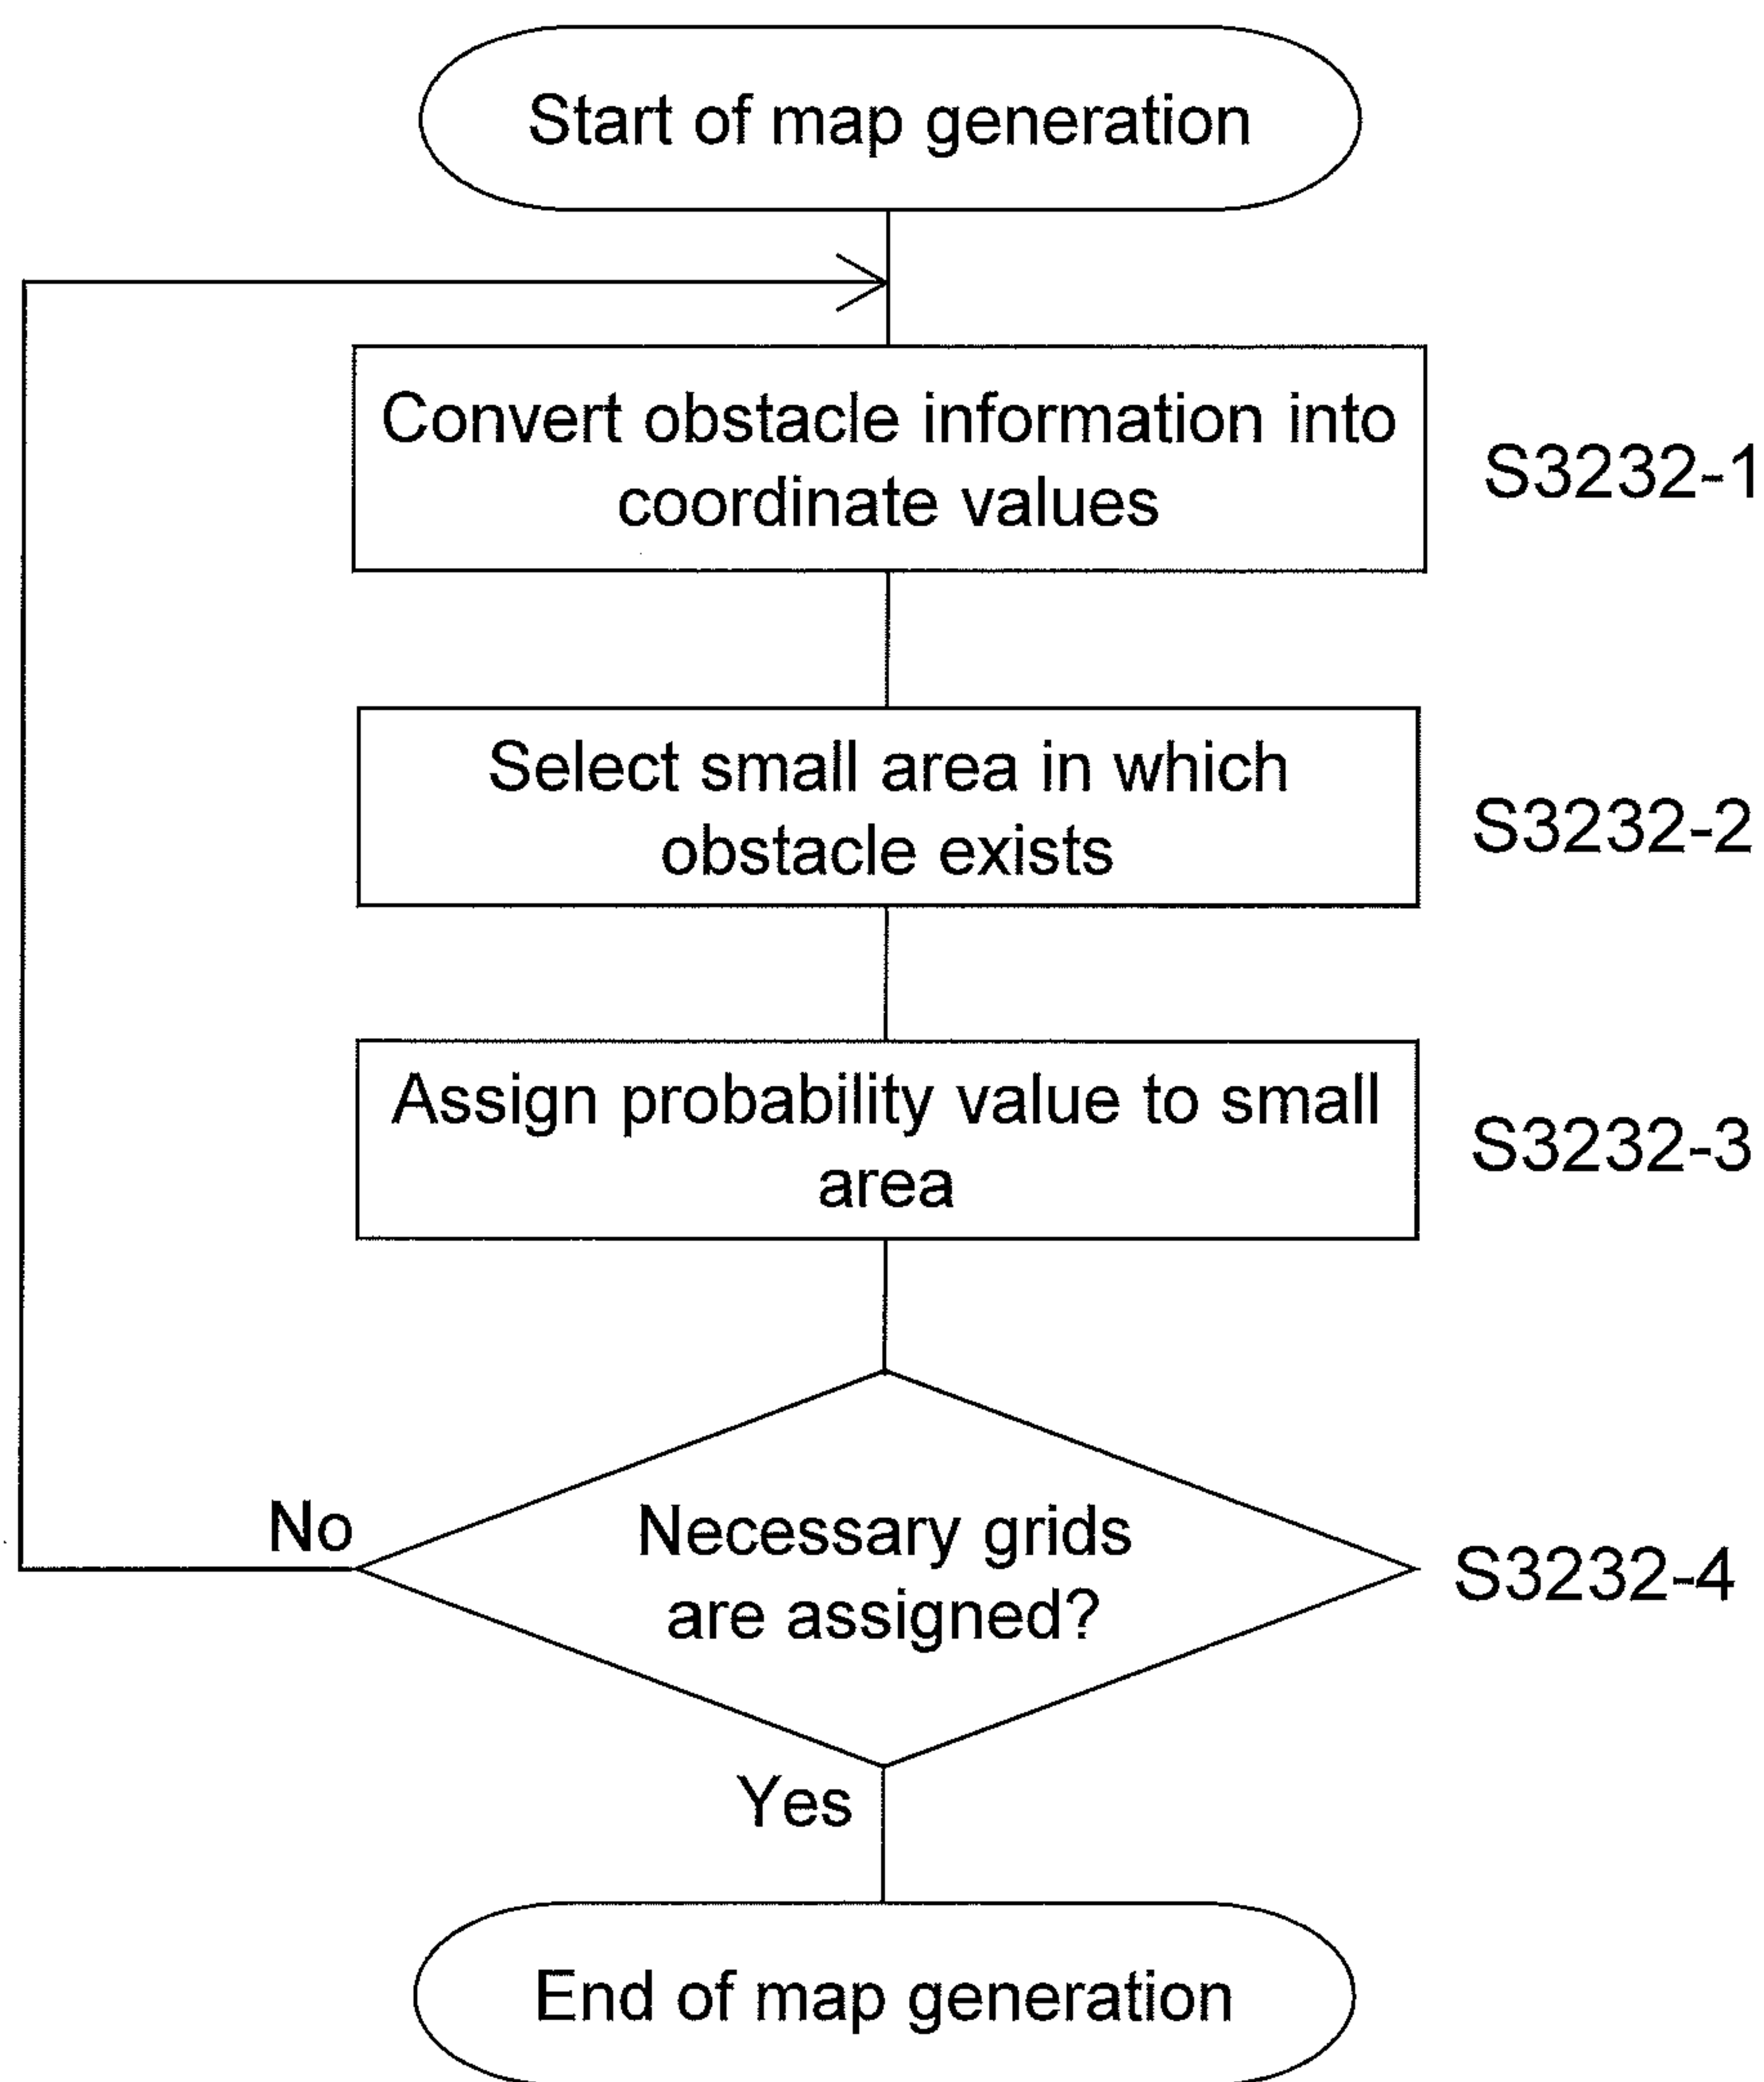 Start of map generation
Convert obstacle information into
coordinate values
S3232-1
Select small area in which
obstacle exists
S3232-2
Assign probability value to small
area
S3232-3
No
Necessary grids
are assigned?
S3232-4
Yes
End of map generation